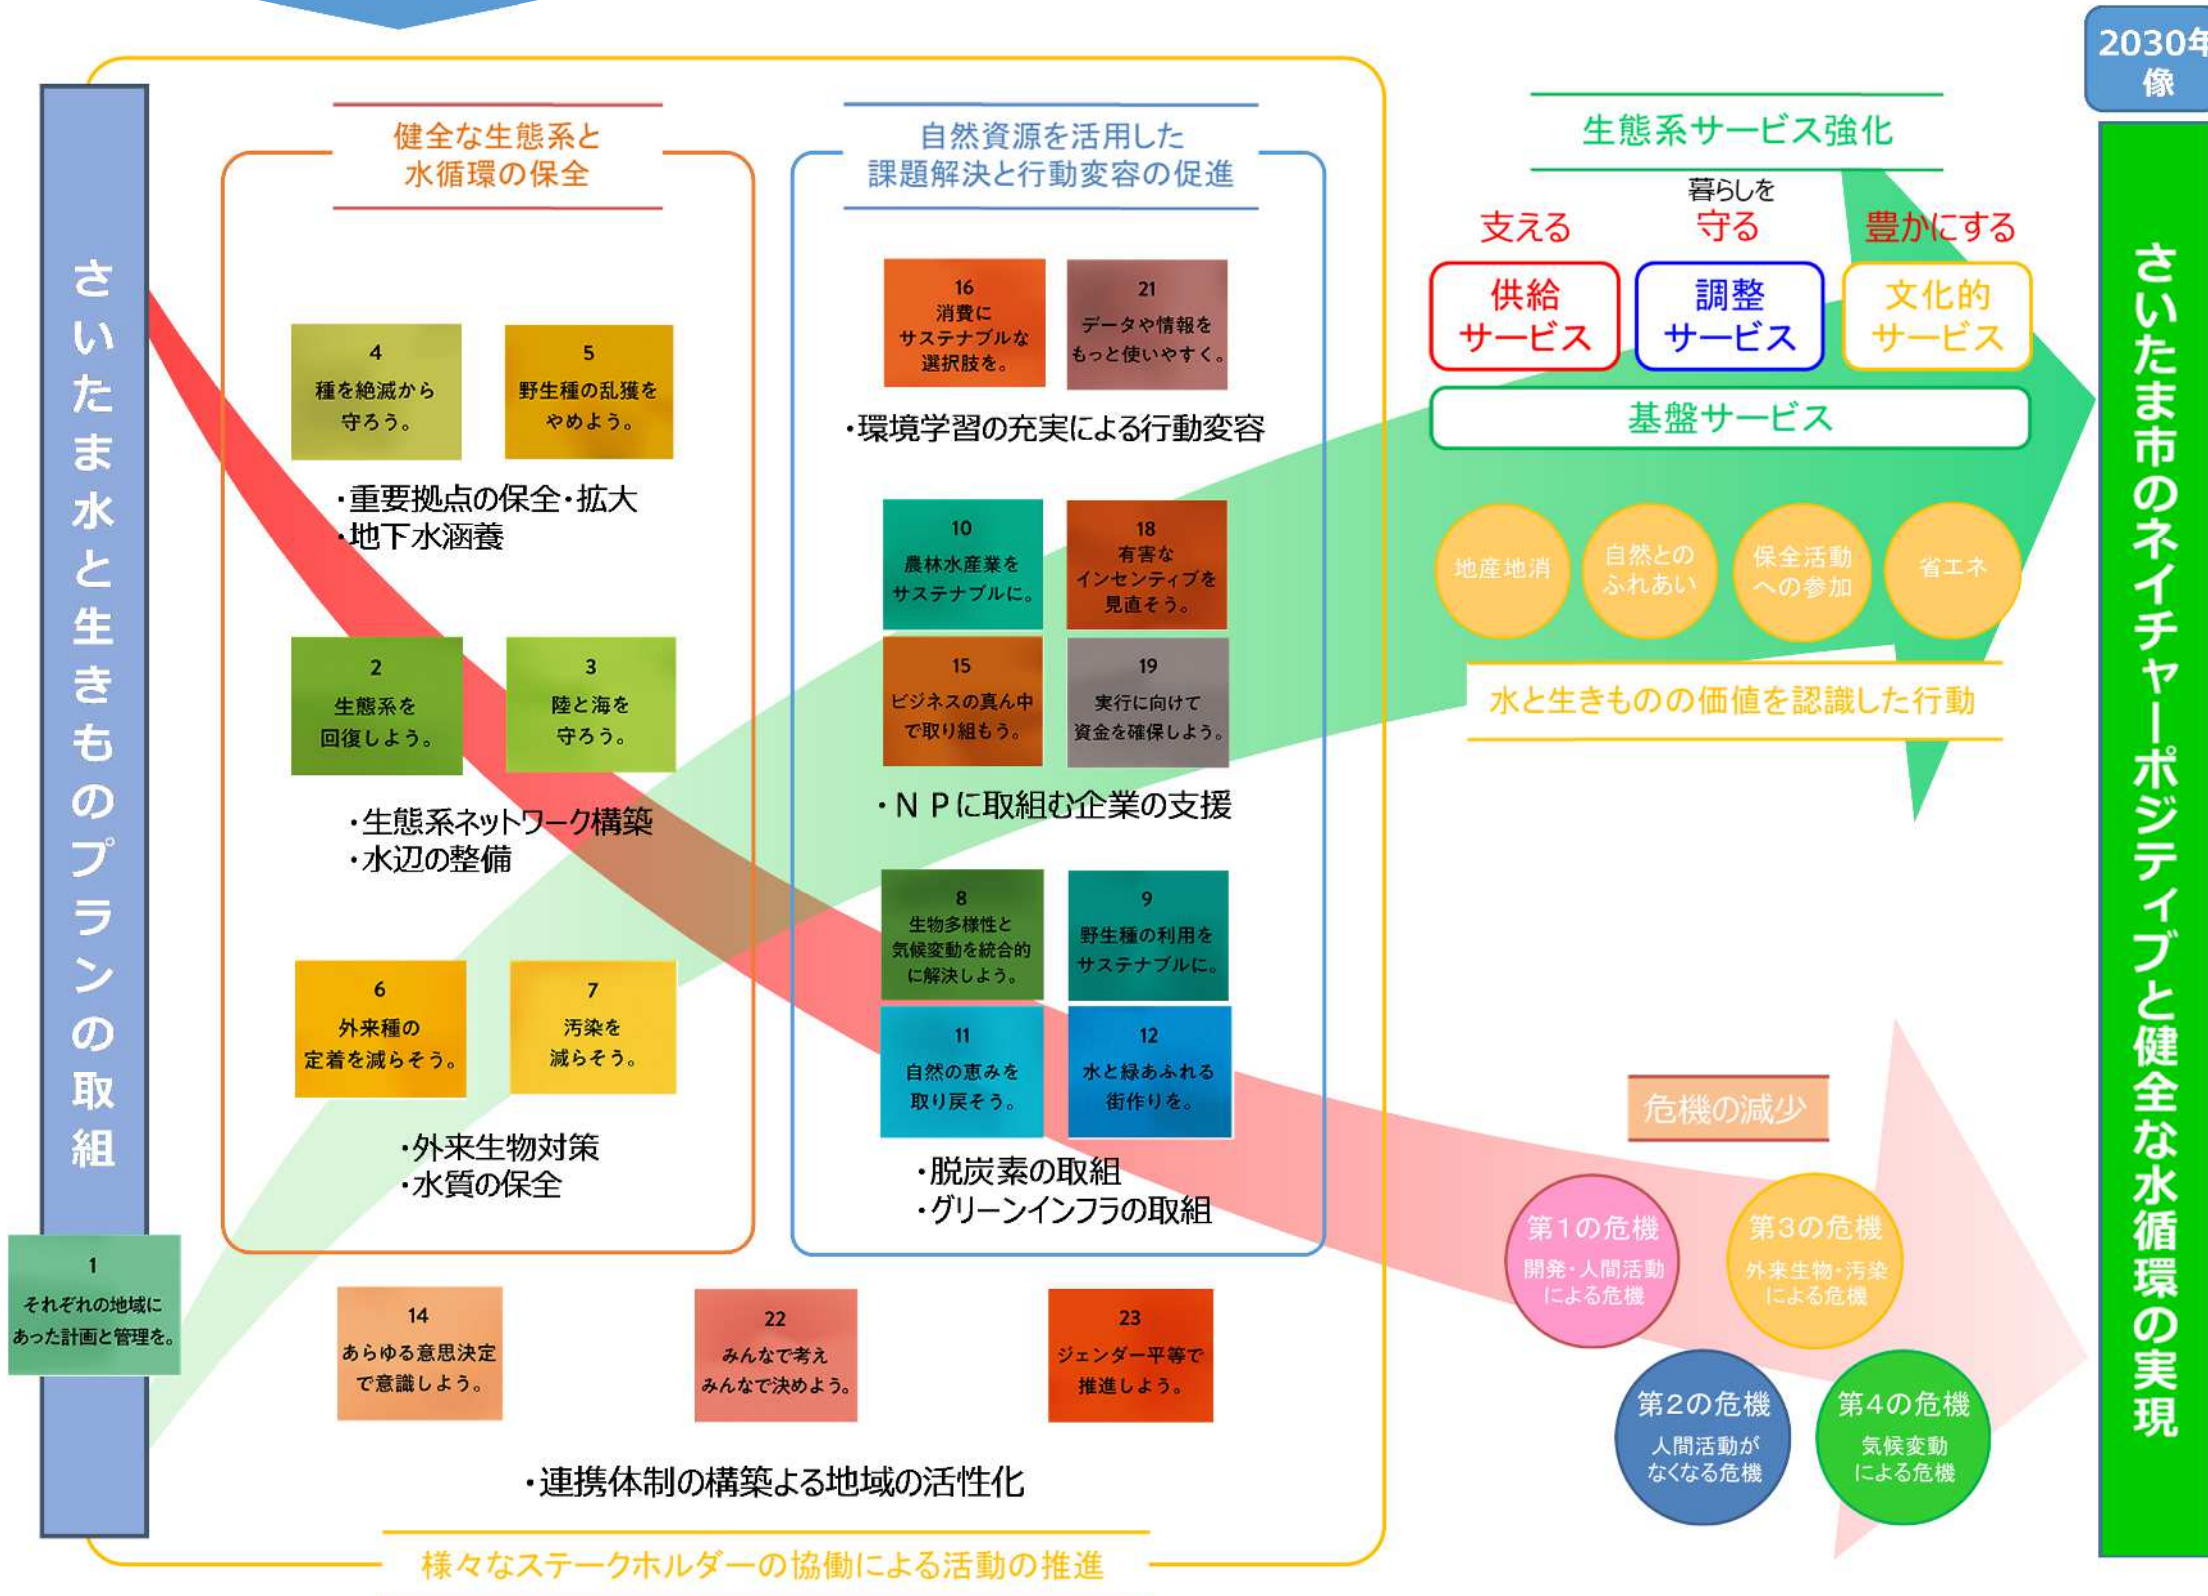 さいたま水と生きものプランの取組
1
それぞれの地域に
あった計画と管理を。
健全な生態系と
水循環の保全
4
種を絶滅から
守ろう。
5
野生種の乱獲を
やめよう。
・重要拠点の保全・拡大
・地下水涵養
2
生態系を
回復しよう。
3
陸と海を
守ろう。
・生態系ネットワーク構築
・水辺の整備
6
外来種の
定着を減らそう。
7
汚染を
減らそう。
・外来生物対策
・水質の保全
自然資源を活用した
課題解決と行動変容の促進
16
消費に
サステナブルな
選択肢を。
21
データや情報を
もっと使いやすく。
・環境学習の充実による行動変容
10
農林水産業を
サステナブルに。
18
有害な
インセンティブを
見直そう。
15
ビジネスの真ん中
で取り組もう。
19
実行に向けて
資金を確保しよう。
・ＮＰに取組む企業の支援
8
生物多様性と
気候変動を統合的
に解決しよう。
9
野生種の利用を
サステナブルに。
11
自然の恵みを
取り戻そう。
12
水と緑あふれる
街作りを。
・脱炭素の取組
・グリーンインフラの取組
14
あらゆる意思決定
で意識しよう。
22
みんなで考え
みんなで決めよう。
23
ジェンダー平等で
推進しよう。
・連携体制の構築よる地域の活性化
様々なステークホルダーの協働による活動の推進
生態系サービス強化
暮らしを
支える
守る
豊かにする
供給
サービス
調整
サービス
文化的
サービス
基盤サービス
地産地消
自然との
ふれあい
保全活動
への参加
省エネ
水と生きものの価値を認識した行動
危機の減少
第1の危機
開発・人間活動
による危機
第3の危機
外来生物・汚染
による危機
第2の危機
人間活動が
なくなる危機
第4の危機
気候変動
による危機
2030年
像
さいたま市のネイチャーポジティブと健全な水循環の実現